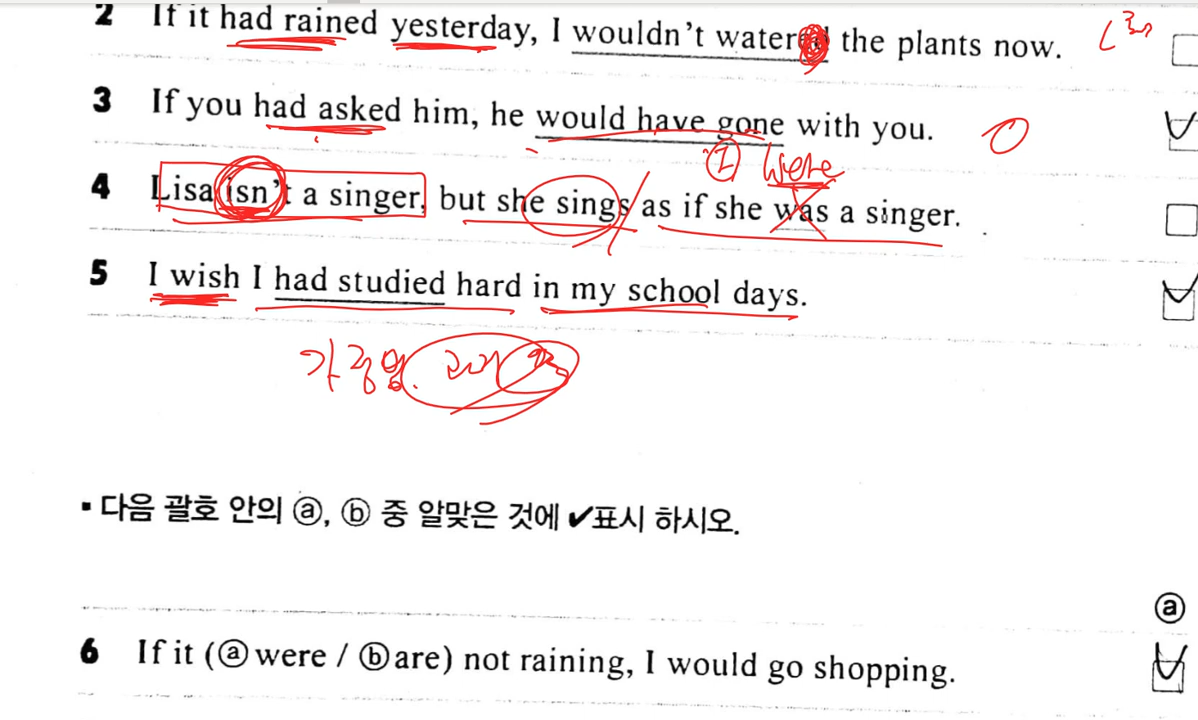 2 If it had rained yesterday, I wouldn't water the plants now.
3 If you had asked him, he would have gone with you. O
① were
4 Lisa isn't a singer, but she sings as if she was a singer.
5 I wish I had studied hard in my school days.
▪ 다음 괄호 안의 ⓐ, ⓑ 중 알맞은 것에 ✔표시 하시오.
ⓐ
6 If it (ⓐ were / ⓑ are) not raining, I would go shopping.